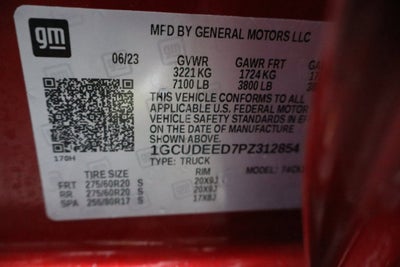 gm
MFD BY GENERAL MOTORS LLC
06/23 GVWR GAWR FRT
3221 KG 1724 KG
7100 LB 3800 LB
THIS VEHICLE CONFORMS TO ALL
APPLICABLE U.S. FEDERAL MOTOR
VEHICLE SAFETY STANDARDS IN
ON THE DATE OF MANUFACTURE
SHOWN ABOVE.
1GCUDEED7PZ312854
170H TYPE: TRUCK
TIRE SIZE RIM
FRT 275/60R20 S 20X9J
RR 275/60R20 S 20X9J
SPA 255/80R17 S 17X8J